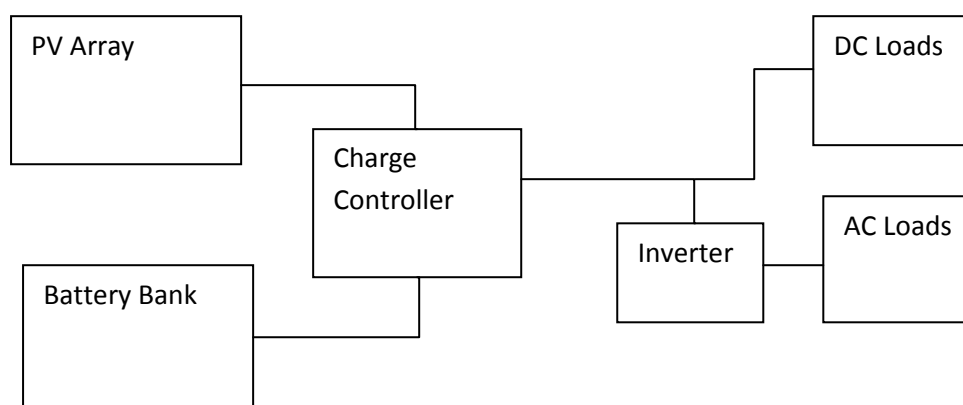 PV Array
DC Loads
Charge
Controller
AC Loads
Inverter
Battery Bank